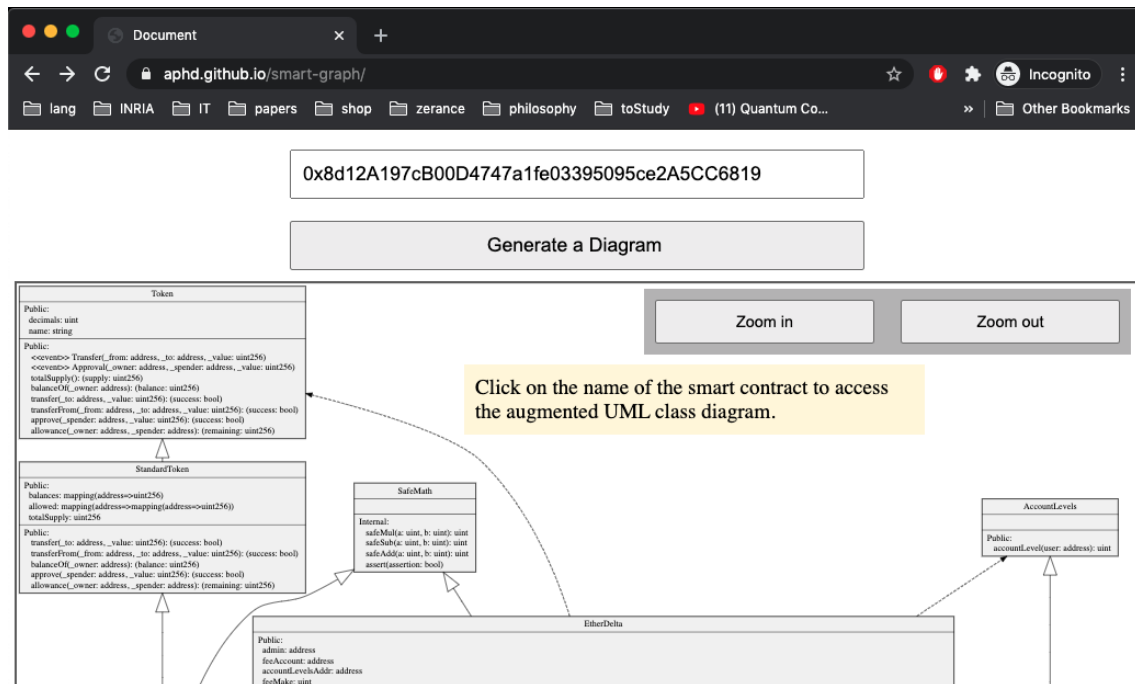 Document
aphd.github.io/smart-graph/
Incognito
lang INRIA IT papers shop zerance philosophy toStudy (11) Quantum Co... » Other Bookmarks
0x8d12A197cB00D4747a1fe03395095ce2A5CC6819
Generate a Diagram
Zoom in Zoom out
Click on the name of the smart contract to access
the augmented UML class diagram.
Token
Public:
decimals: uint
name: string
Public:
<<event>> Transfer(_from: address, _to: address, _value: uint256)
<<event>> Approval(_owner: address, _spender: address, _value: uint256)
totalSupply(): (supply: uint256)
balanceOf(_owner: address): (balance: uint256)
transfer(_to: address, _value: uint256): (success: bool)
transferFrom(_from: address, _to: address, _value: uint256): (success: bool)
approve(_spender: address, _value: uint256): (success: bool)
allowance(_owner: address, _spender: address): (remaining: uint256)
StandardToken
Public:
balances: mapping(address=>uint256)
allowed: mapping(address=>mapping(address=>uint256))
totalSupply: uint256
Public:
transfer(_to: address, _value: uint256): (success: bool)
transferFrom(_from: address, _to: address, _value: uint256): (success: bool)
balanceOf(_owner: address): (balance: uint256)
approve(_spender: address, _value: uint256): (success: bool)
allowance(_owner: address, _spender: address): (remaining: uint256)
SafeMath
Internal:
safeMul(a: uint, b: uint): uint
safeSub(a: uint, b: uint): uint
safeAdd(a: uint, b: uint): uint
assert(assertion: bool)
AccountLevels
Public:
accountLevel(user: address): uint
EtherDelta
Public:
admin: address
feeAccount: address
accountLevelsAddr: address
feeMake: uint